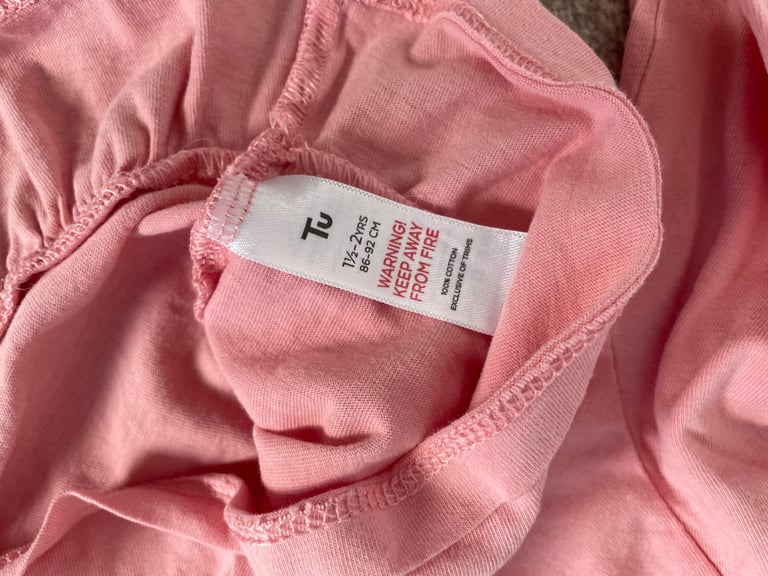 Tu
1½-2YRS
86-92 CM
WARNING!
KEEP AWAY
FROM FIRE
100% COTTON
EXCLUSIVE OF TRIMS